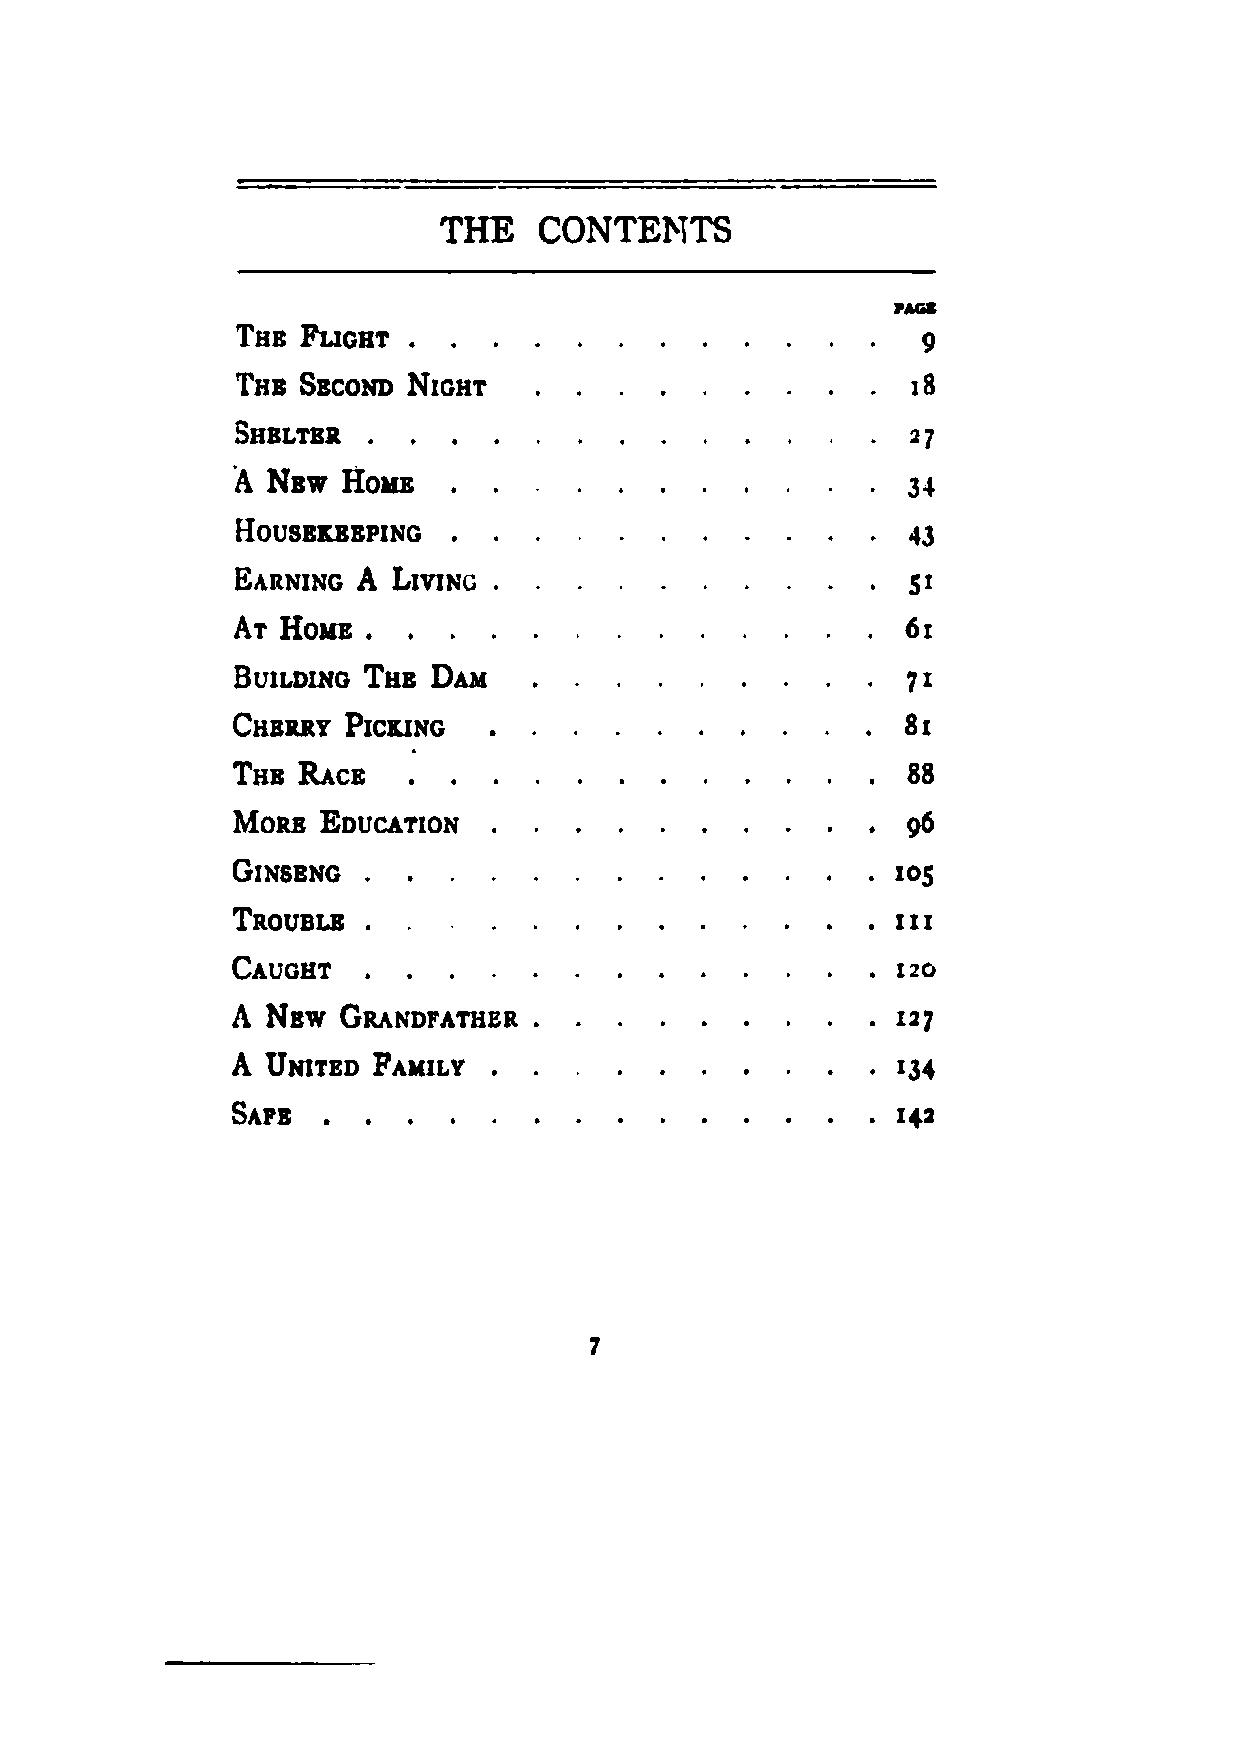 THE CONTENTS
PAGE
THE FLIGHT . . . . . . . . . . . . 9
THE SECOND NIGHT . . . . . . . . . 18
SHELTER . . . . . . . . . . . . . 27
A NEW HOME . . . . . . . . . . . 34
HOUSEKEEPING . . . . . . . . . . . 43
EARNING A LIVING . . . . . . . . . . 51
AT HOME . . . . . . . . . . . . . 61
BUILDING THE DAM . . . . . . . . . 71
CHERRY PICKING . . . . . . . . . . 81
THE RACE . . . . . . . . . . . . 88
MORE EDUCATION . . . . . . . . . . 96
GINSENG . . . . . . . . . . . . . 105
TROUBLE . . . . . . . . . . . . . 111
CAUGHT . . . . . . . . . . . . . 120
A NEW GRANDFATHER . . . . . . . . . 127
A UNITED FAMILY . . . . . . . . . . 134
SAFE . . . . . . . . . . . . . . 142
7